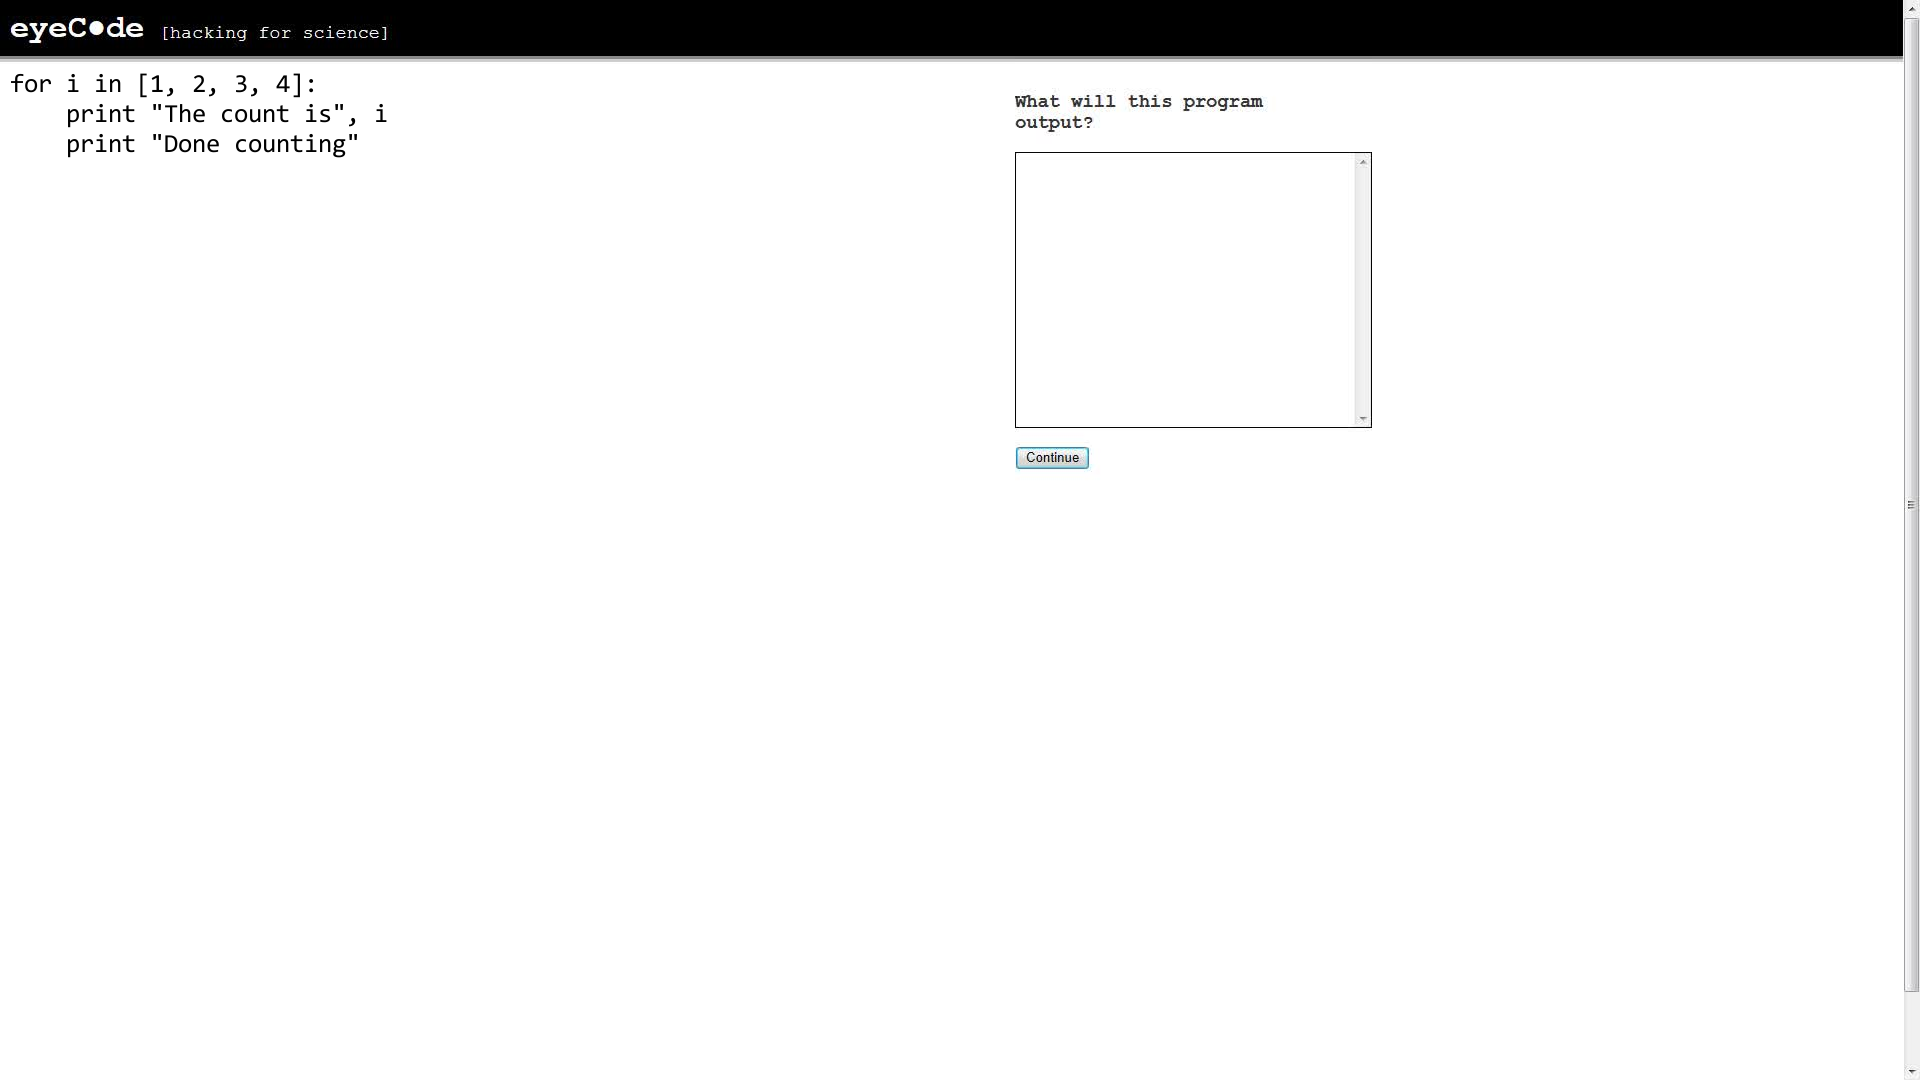 eyeC●de [hacking for science]
for i in [1, 2, 3, 4]:
    print "The count is", i
    print "Done counting"
What will this program
output?
Continue